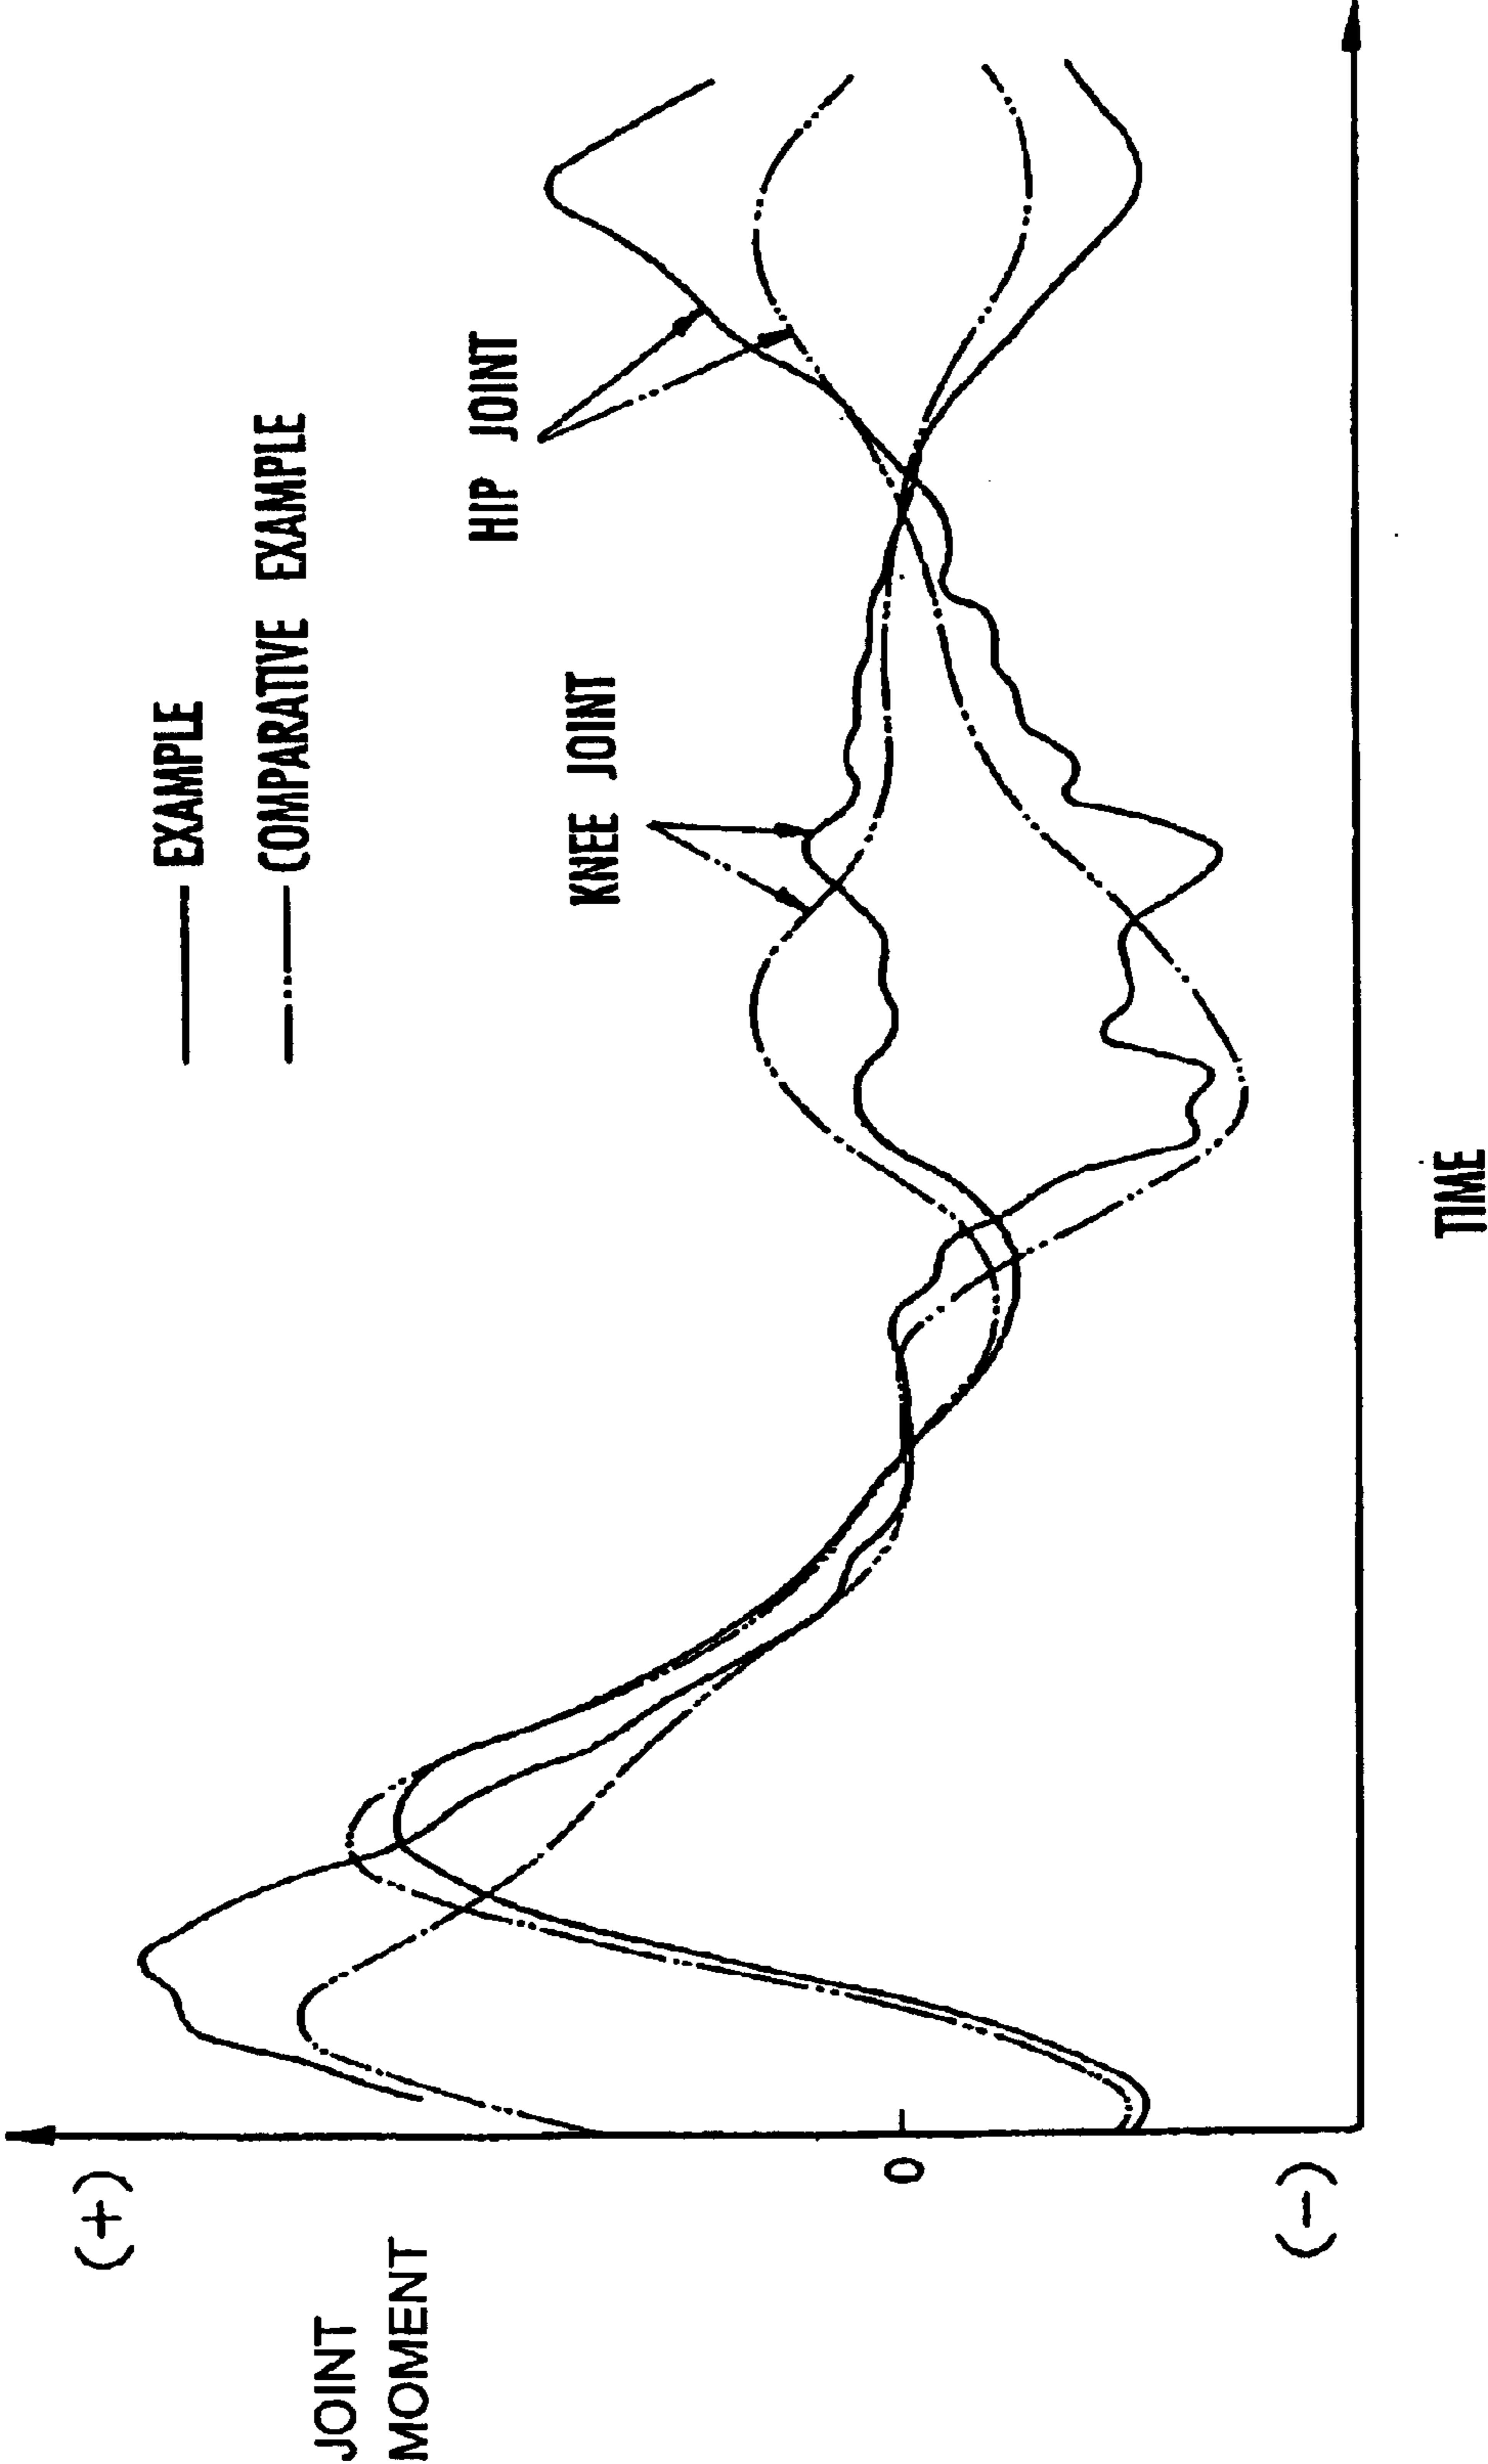 EXAMPLE
COMPARATIVE EXAMPLE
HIP JOINT
KNEE JOINT
(+)
JOINT
MOMENT
0
(-)
TIME